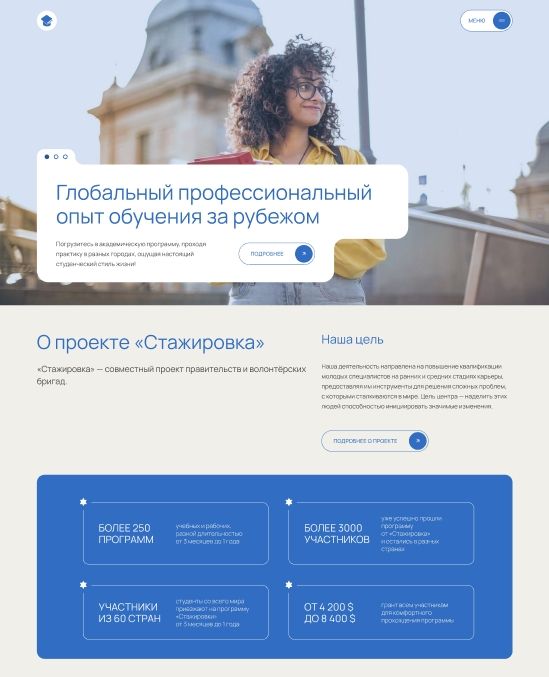 МЕНЮ
Глобальный профессиональный
опыт обучения за рубежом
Погрузитесь в академическую программу, проходя
практику в разных городах, ощущая настоящий
студенческий стиль жизни!
ПОДРОБНЕЕ
О проекте «Стажировка»
«Стажировка» — совместный проект правительств и волонтёрских
бригад.
Наша цель
Наша деятельность направлена на повышение квалификации
молодых специалистов на ранних и средних стадиях карьеры,
предоставляя им инструменты для решения сложных проблем,
с которыми сталкиваются в мире. Цель центра — наделить этих
людей способностью инициировать значимые изменения.
ПОДРОБНЕЕ О ПРОЕКТЕ
БОЛЕЕ 250
ПРОГРАММ
учебных и рабочих,
разной длительностью
от 3 месяцев до 1 года
БОЛЕЕ 3000
УЧАСТНИКОВ
уже успешно прошли
программу
от «Стажировка»
и остались в разных
странах
УЧАСТНИКИ
ИЗ 60 СТРАН
студенты со всего мира
приезжают на программу
«Стажировки»
от 3 месяцев до 1 года
ОТ 4 200 $
ДО 8 400 $
грант всем участникам
для комфортного
прохождения программы